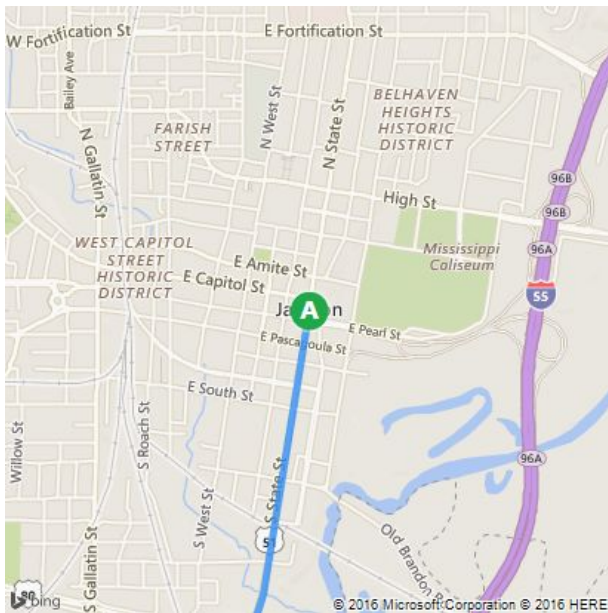 W Fortification St
E Fortification St
Bailey Ave
N West St
BELHAVEN
HEIGHTS
HISTORIC
DISTRICT
FARISH
STREET
N State St
N Gallatin St
96B
High St
96B
WEST CAPITOL
STREET
HISTORIC
DISTRICT
96A
Mississippi
Caliseum
E Amite St
E Capitol St
55
A
E Pearl St
E Pascagoula St
E South St
S Roach St
Willow St
96A
S State St
S West St
51
Old Brandon
S Gallatin St
80
bing
© 2016 Microsoft Corporation © 2016 HERE